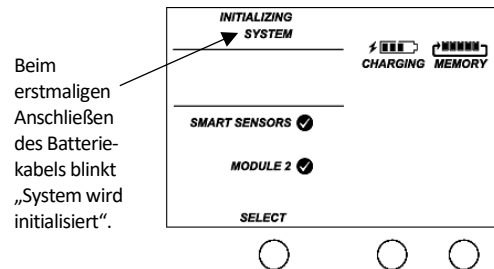 INITIALIZING
SYSTEM
CHARGING MEMORY
Beim
erstmaligen
Anschließen
des Batterie-
kabels blinkt
„System wird
initialisiert“.
SMART SENSORS
MODULE 2
SELECT